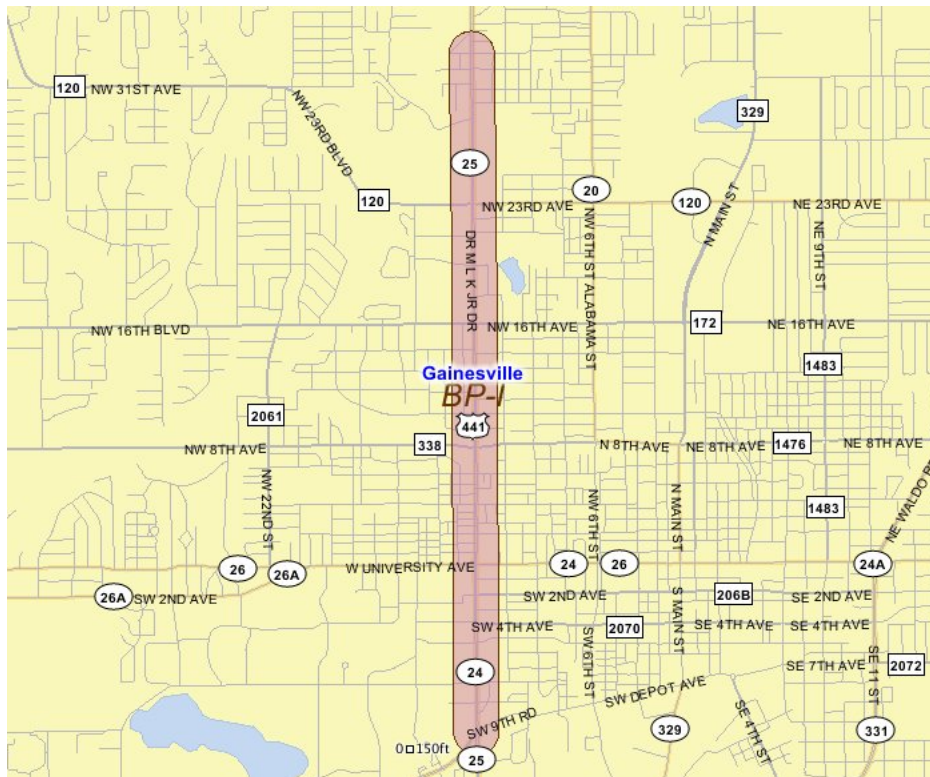 120
NW 31ST AVE
NW 23RD BLVD
329
25
20
120
120
NW 23RD AVE
NE 23RD AVE
N MAIN ST
NE 9TH ST
DR M L K JR DR
NW 6TH ST ALABAMA ST
NW 16TH BLVD
NW 16TH AVE
172
NE 16TH AVE
1483
Gainesville
BP-I
2061
441
338
NW 8TH AVE
N 8TH AVE
NE 8TH AVE
1476
NE 8TH AVE
NW 22ND ST
NW 6TH ST
N MAIN ST
1483
NE WALDO R
26
26A
W UNIVERSITY AVE
24
26
24A
26A
SW 2ND AVE
SW 2ND AVE
206B
SE 2ND AVE
S MAIN ST
SW 4TH AVE
2070
SE 4TH AVE
SE 4TH AVE
SW 6TH ST
24
SE 7TH AVE
2072
SE 11 ST
SW DEPOT AVE
SW 9TH RD
SE 4TH ST
329
331
0 150ft
25